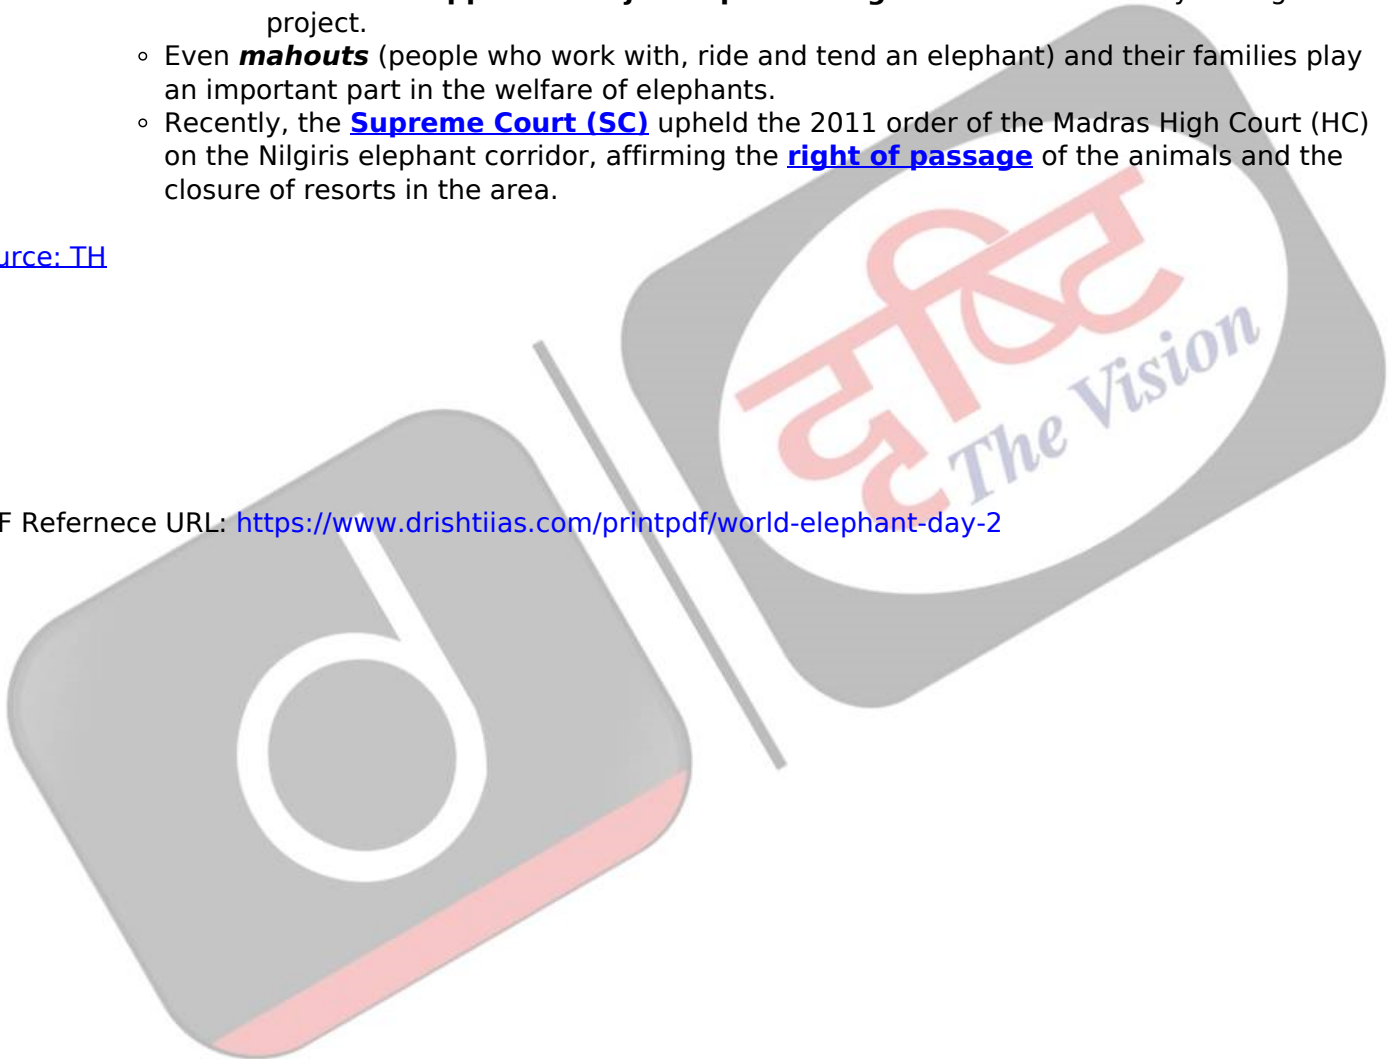 project.
◦ Even mahouts (people who work with, ride and tend an elephant) and their families play
an important part in the welfare of elephants.
◦ Recently, the Supreme Court (SC) upheld the 2011 order of the Madras High Court (HC)
on the Nilgiris elephant corridor, affirming the right of passage of the animals and the
closure of resorts in the area.
urce: TH
F Refernece URL: https://www.drishtiias.com/printpdf/world-elephant-day-2
दृष्टि
The Vision
d